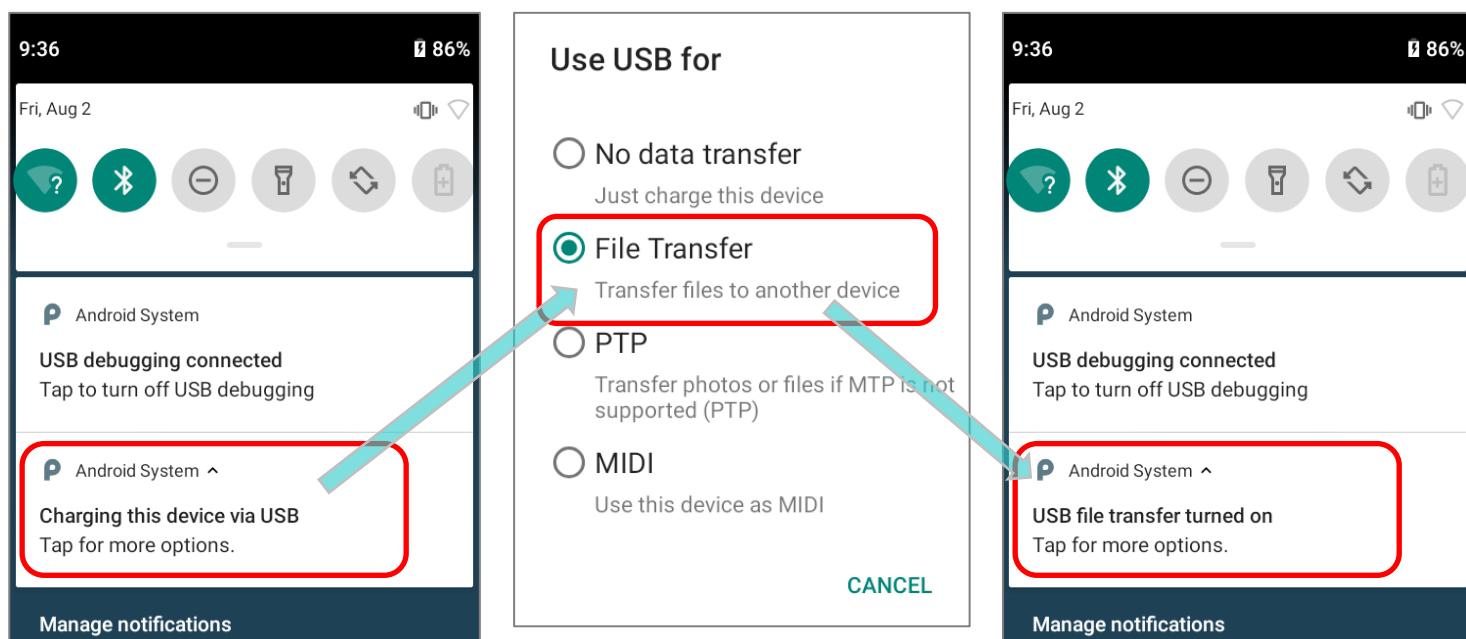 9:36
86%
Fri, Aug 2
?
Android System
USB debugging connected
Tap to turn off USB debugging
Android System
Charging this device via USB
Tap for more options.
Manage notifications
Use USB for
No data transfer
Just charge this device
File Transfer
Transfer files to another device
PTP
Transfer photos or files if MTP is not
supported (PTP)
MIDI
Use this device as MIDI
CANCEL
9:36
86%
Fri, Aug 2
?
Android System
USB debugging connected
Tap to turn off USB debugging
Android System
USB file transfer turned on
Tap for more options.
Manage notifications